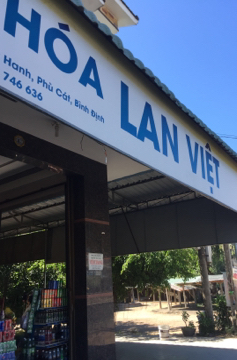 HÓA LAN VIỆT
Hanh, Phù Cát, Bình Định
746 636